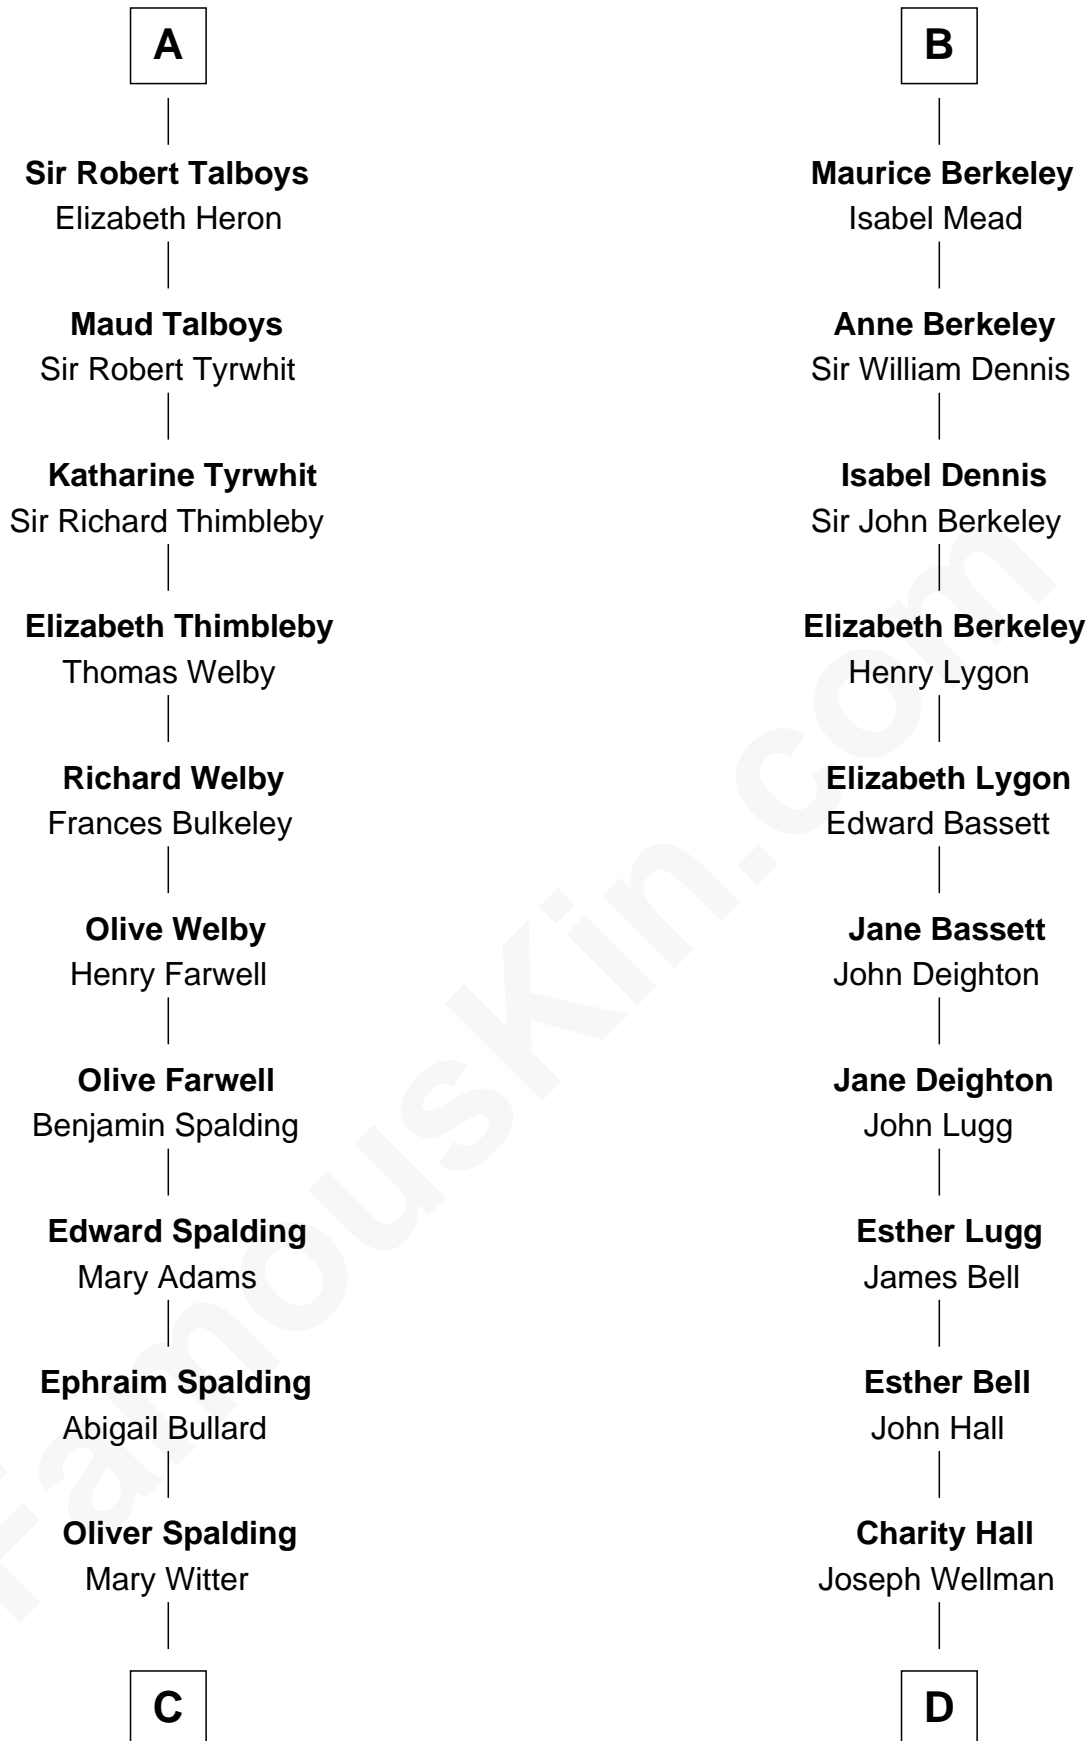 A
Sir Robert Talboys
Elizabeth Heron
Maud Talboys
Sir Robert Tyrwhit
Katharine Tyrwhit
Sir Richard Thimbleby
Elizabeth Thimbleby
Thomas Welby
Richard Welby
Frances Bulkeley
Olive Welby
Henry Farwell
Olive Farwell
Benjamin Spalding
Edward Spalding
Mary Adams
Ephraim Spalding
Abigail Bullard
Oliver Spalding
Mary Witter
C
B
Maurice Berkeley
Isabel Mead
Anne Berkeley
Sir William Dennis
Isabel Dennis
Sir John Berkeley
Elizabeth Berkeley
Henry Lygon
Elizabeth Lygon
Edward Bassett
Jane Bassett
John Deighton
Jane Deighton
John Lugg
Esther Lugg
James Bell
Esther Bell
John Hall
Charity Hall
Joseph Wellman
D
FamousKin.com